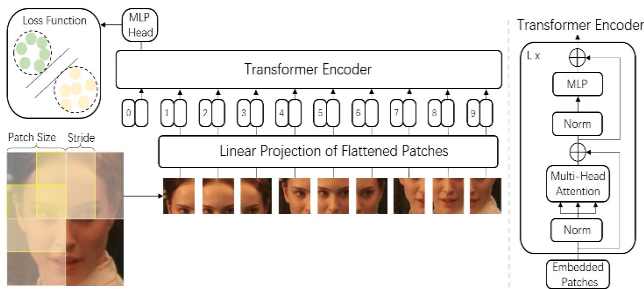 Loss Function
MLP
Head
Transformer Encoder
0 1 2 3 4 5 6 7 8 9
Patch Size Stride
Linear Projection of Flattened Patches
Transformer Encoder
L x
MLP
Norm
Multi-Head
Attention
Norm
Embedded
Patches